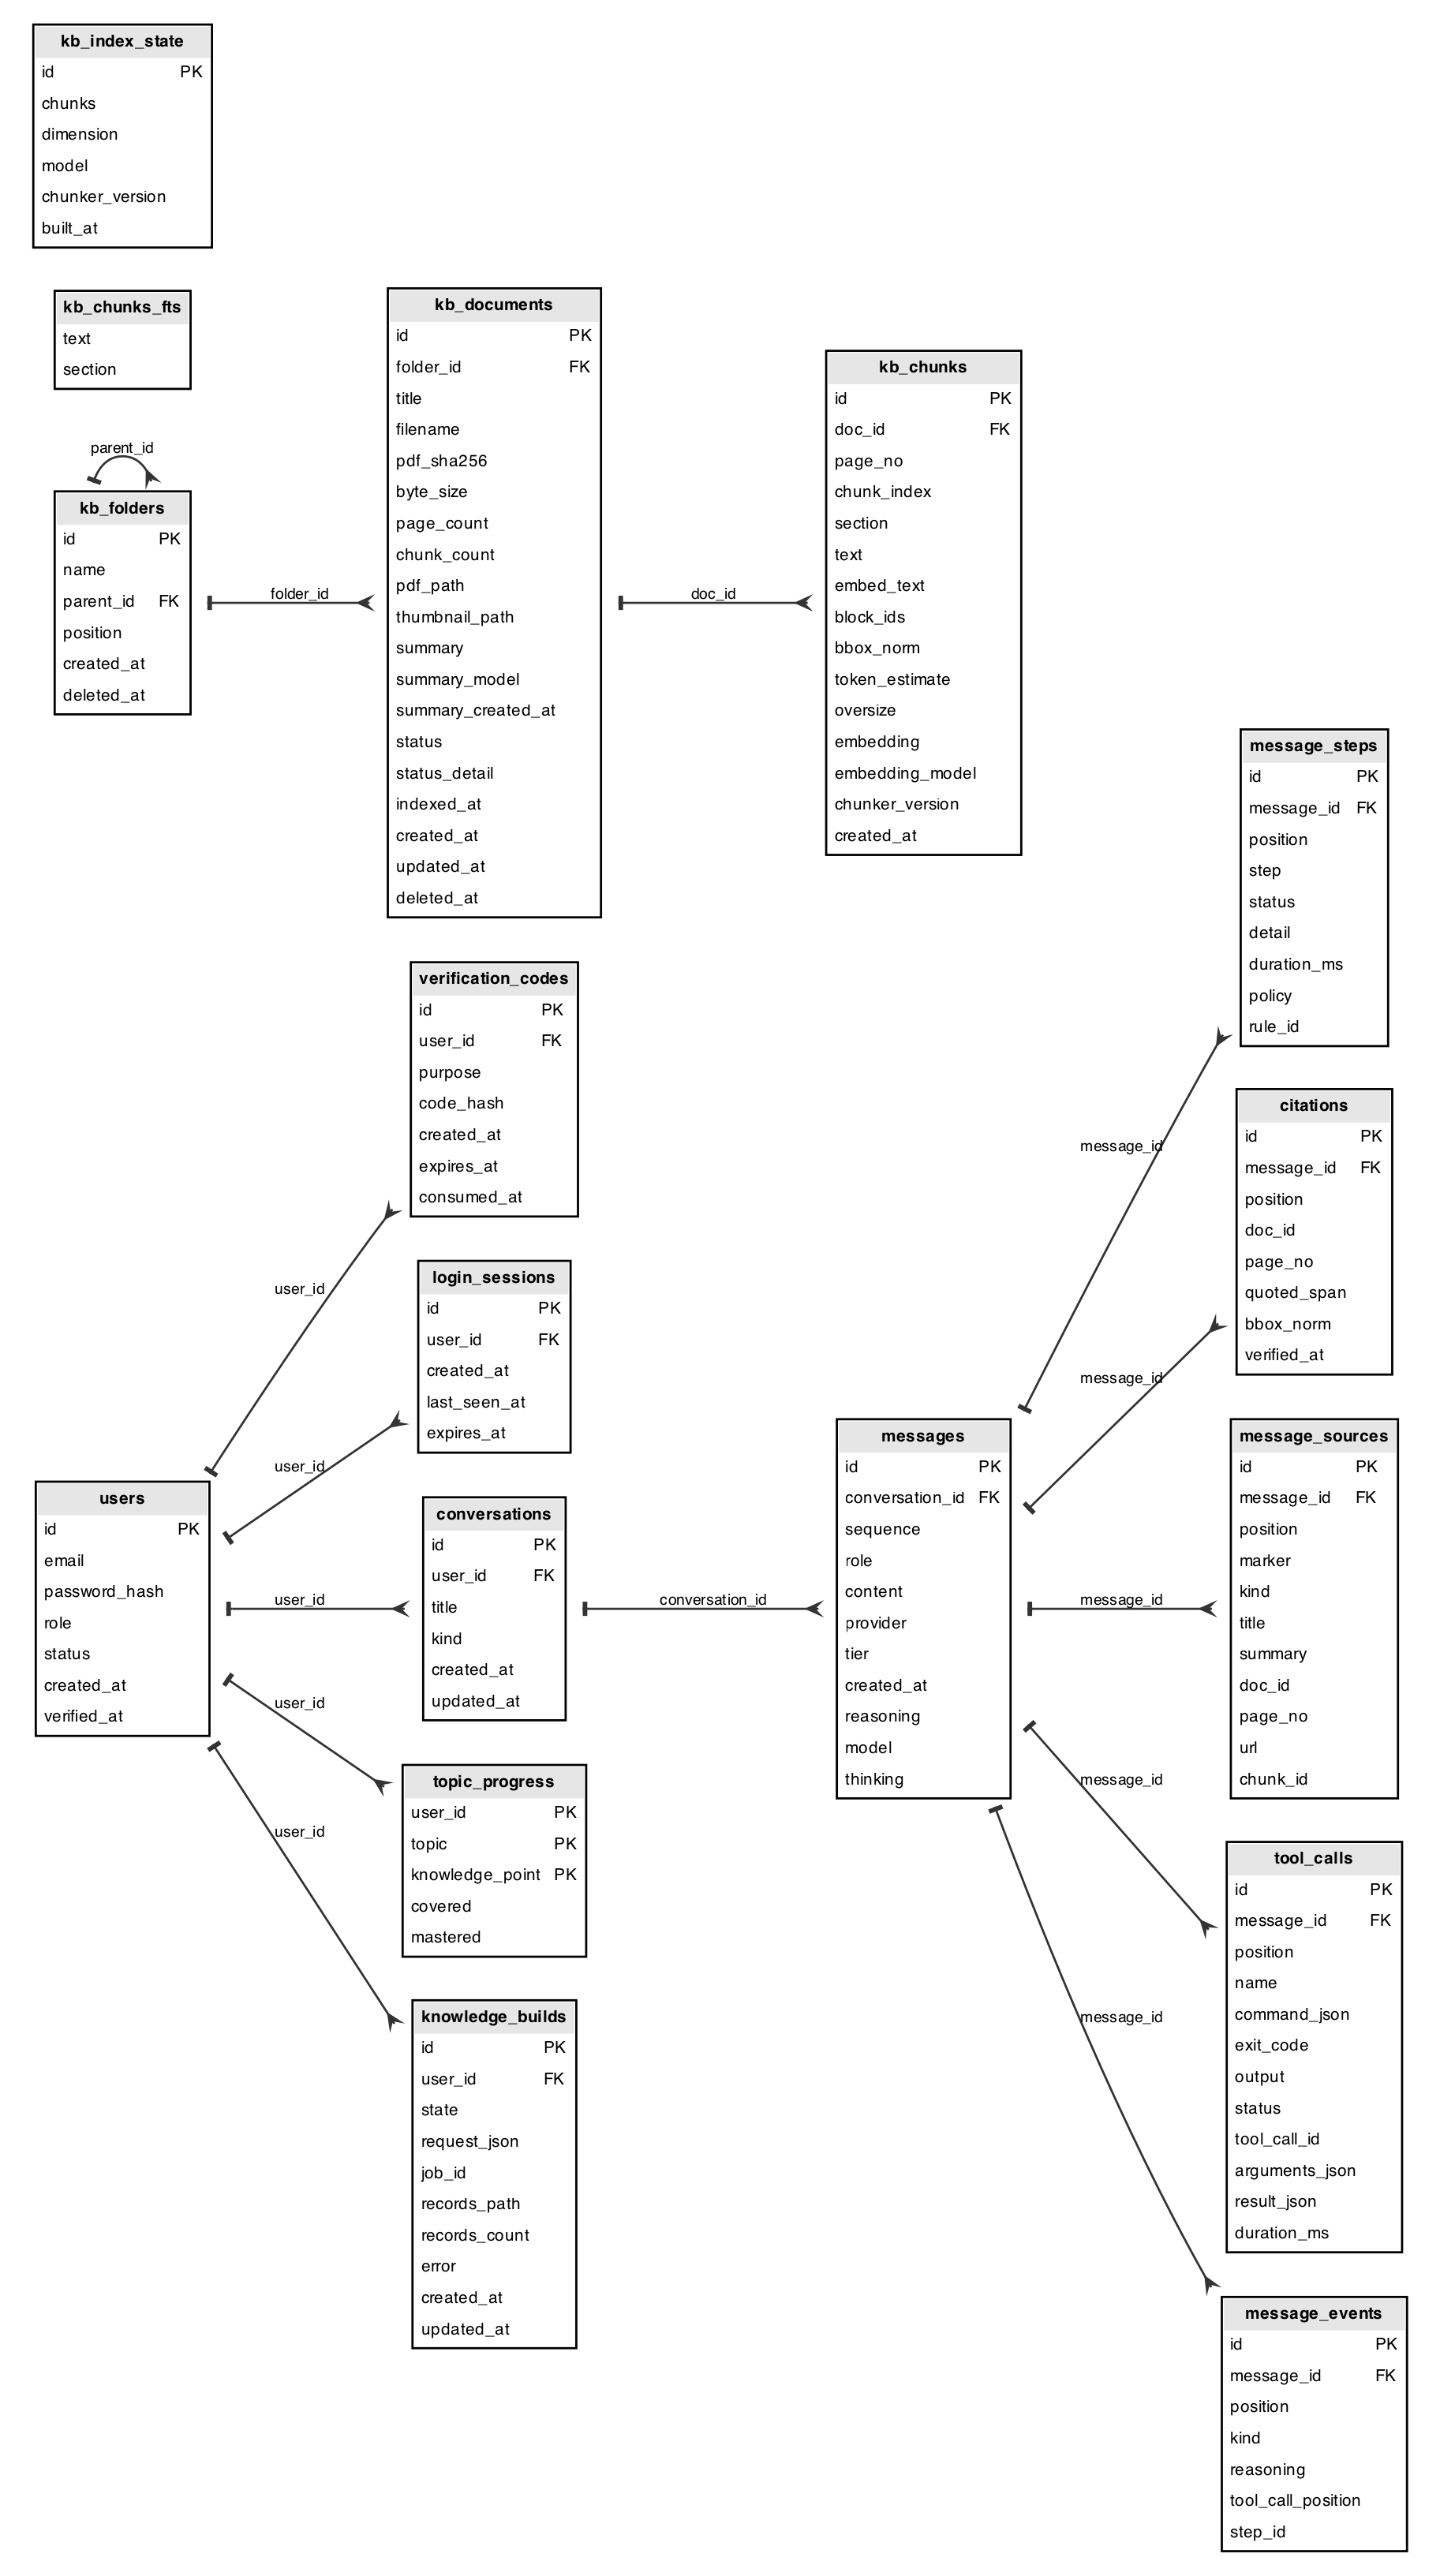 kb_index_state
id PK
chunks
dimension
model
chunker_version
built_at
kb_chunks_fts
text
section
parent_id
kb_folders
id PK
name
parent_id FK
position
created_at
deleted_at
folder_id
kb_documents
id PK
folder_id FK
title
filename
pdf_sha256
byte_size
page_count
chunk_count
pdf_path
thumbnail_path
summary
summary_model
summary_created_at
status
status_detail
indexed_at
created_at
updated_at
deleted_at
doc_id
kb_chunks
id PK
doc_id FK
page_no
chunk_index
section
text
embed_text
block_ids
bbox_norm
token_estimate
oversize
embedding
embedding_model
chunker_version
created_at
users
id PK
email
password_hash
role
status
created_at
verified_at
user_id
user_id
user_id
user_id
user_id
verification_codes
id PK
user_id FK
purpose
code_hash
created_at
expires_at
consumed_at
login_sessions
id PK
user_id FK
created_at
last_seen_at
expires_at
conversations
id PK
user_id FK
title
kind
created_at
updated_at
topic_progress
user_id PK
topic PK
knowledge_point PK
covered
mastered
knowledge_builds
id PK
user_id FK
state
request_json
job_id
records_path
records_count
error
created_at
updated_at
conversation_id
messages
id PK
conversation_id FK
sequence
role
content
provider
tier
created_at
reasoning
model
thinking
message_id
message_id
message_id
message_id
message_id
message_steps
id PK
message_id FK
position
step
status
detail
duration_ms
policy
rule_id
citations
id PK
message_id FK
position
doc_id
page_no
quoted_span
bbox_norm
verified_at
message_sources
id PK
message_id FK
position
marker
kind
title
summary
doc_id
page_no
url
chunk_id
tool_calls
id PK
message_id FK
position
name
command_json
exit_code
output
status
tool_call_id
arguments_json
result_json
duration_ms
message_events
id PK
message_id FK
position
kind
reasoning
tool_call_position
step_id